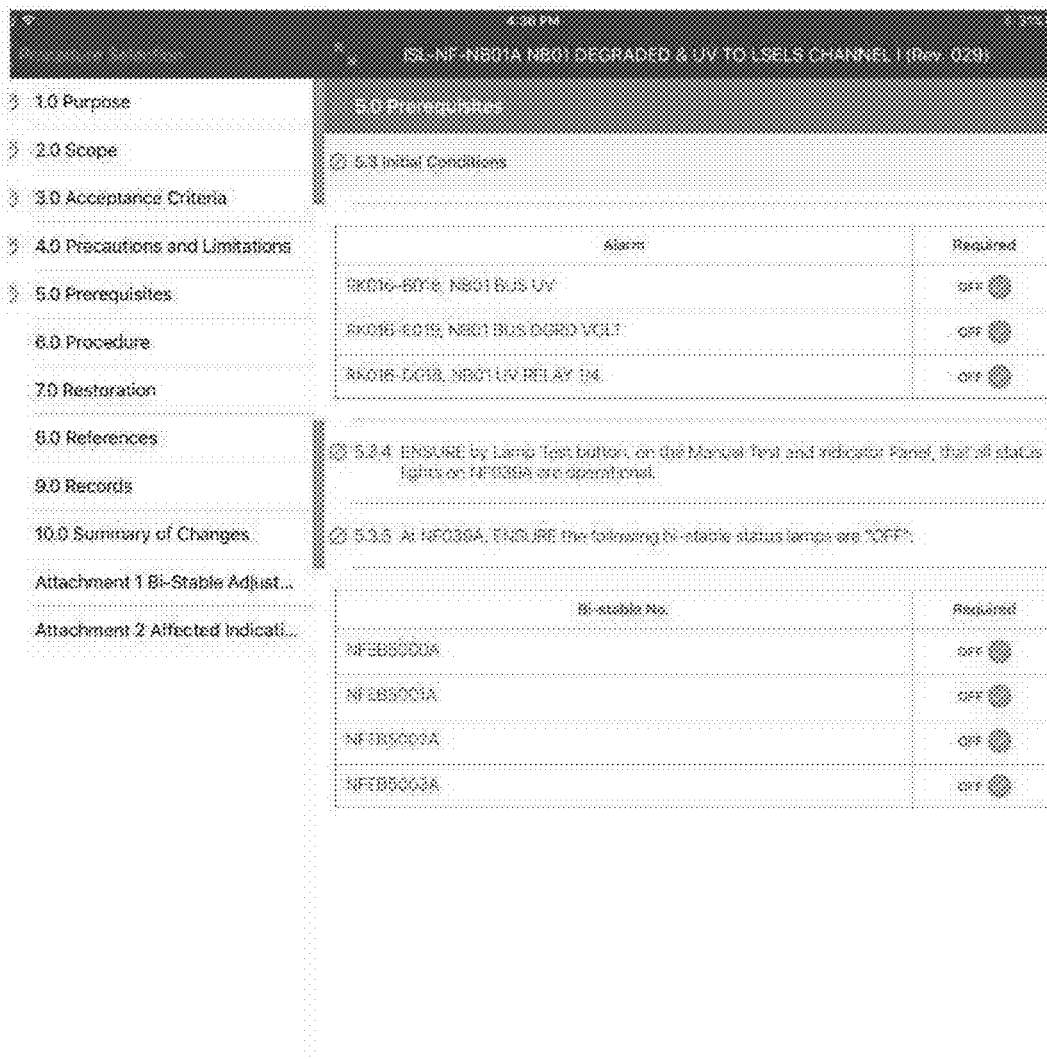 4:30 PM
ISL-NF-NB01A NB01 DEGRADED & UV TO LSELS CHANNEL I (Rev. 029)
1.0 Purpose
2.0 Scope
3.0 Acceptance Criteria
4.0 Precautions and Limitations
5.0 Prerequisites
6.0 Procedure
7.0 Restoration
8.0 References
9.0 Records
10.0 Summary of Changes
Attachment 1 Bi-Stable Adjust...
Attachment 2 Affected Indicati...
5.0 Prerequisites
5.3 Initial Conditions
Alarm Required
NB01 BUS UV OFF
NB01 BUS DGRD VOLT OFF
NB01 UV RELAY OFF
ENSURE by Lamp Test button, on the Manual Test and Indicator Panel, that all status
lights on NF039A are operational.
5.3.5 At NF039A, ENSURE the following bi-stable status lamps are "OFF":
Bi-stable No. Required
OFF
OFF
OFF
OFF